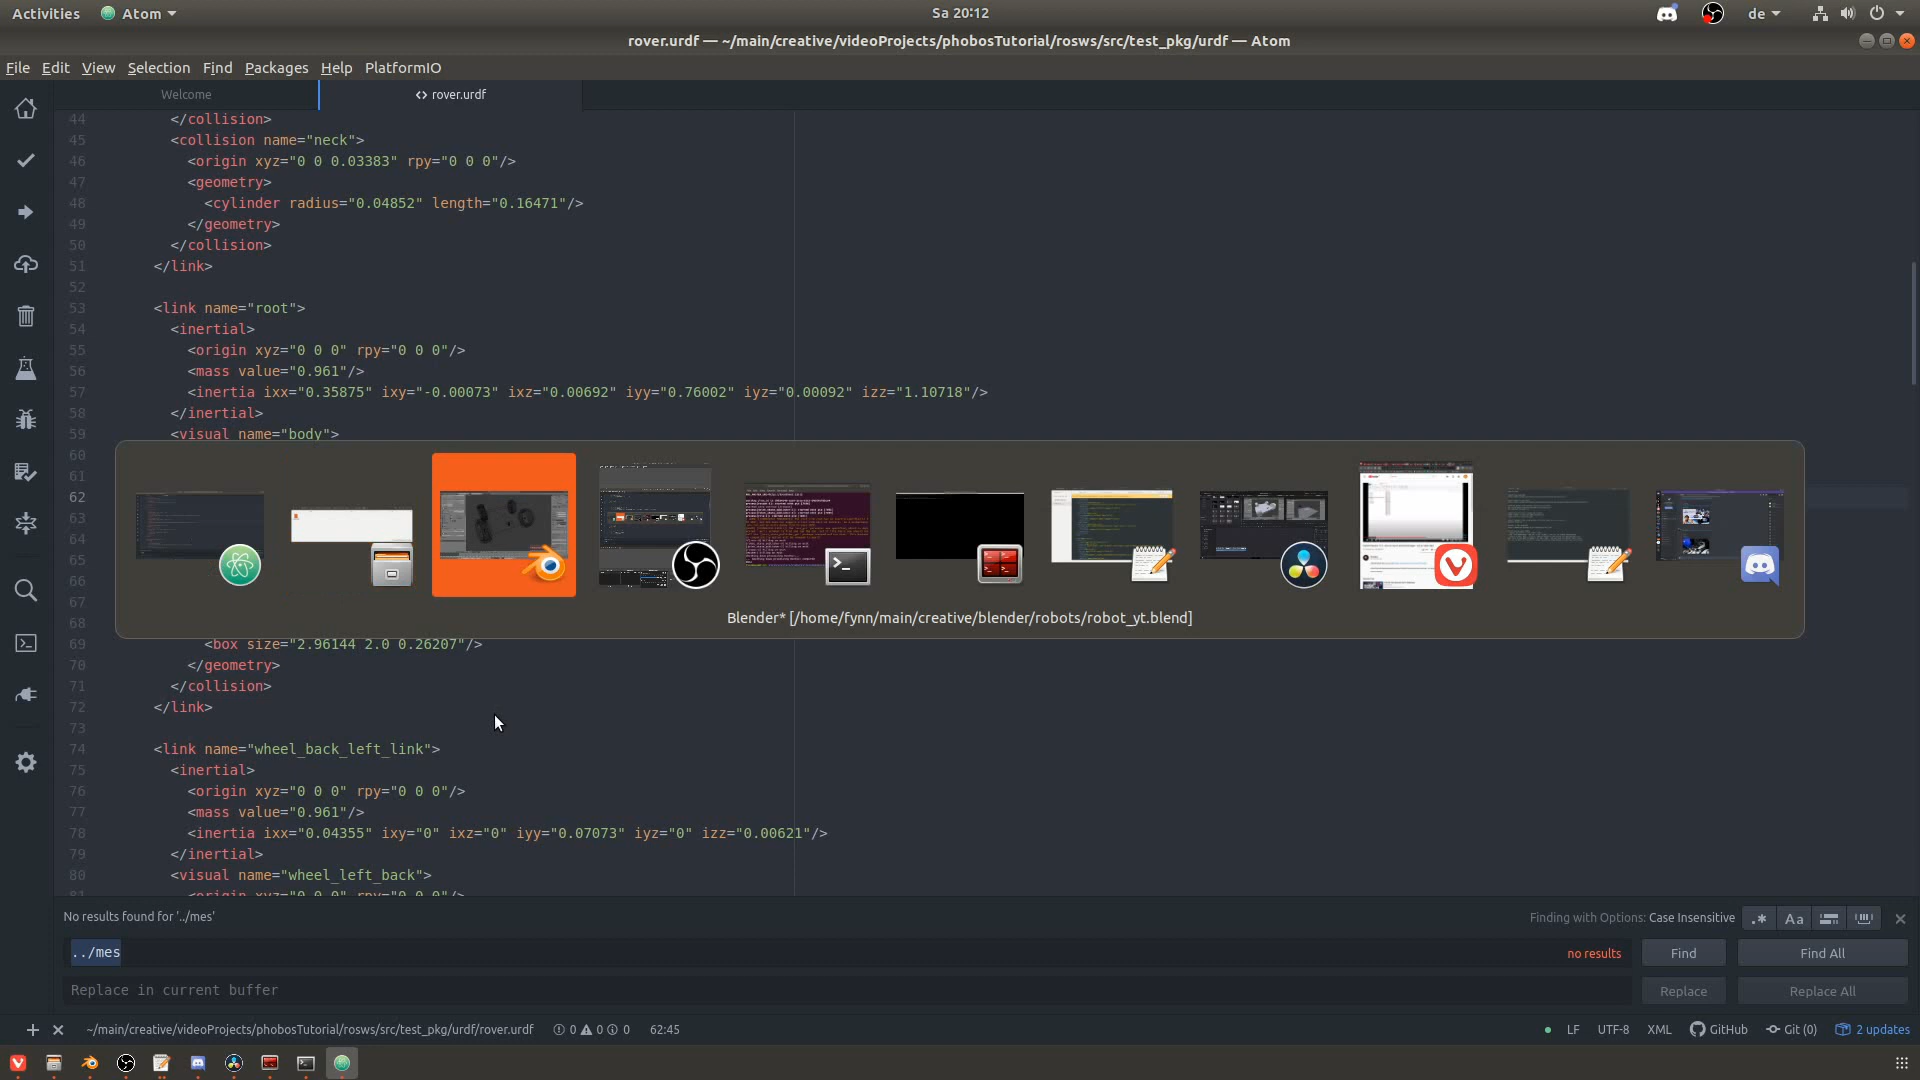 Activities Atom Sa 20:12 de
rover.urdf — ~/main/creative/videoProjects/phobosTutorial/rosws/src/test_pkg/urdf — Atom
File Edit View Selection Find Packages Help PlatformIO
Welcome <> rover.urdf
44 </collision>
45 <collision name="neck">
46 <origin xyz="0 0 0.03383" rpy="0 0 0"/>
47 <geometry>
48 <cylinder radius="0.04852" length="0.16471"/>
49 </geometry>
50 </collision>
51 </link>
52
53 <link name="root">
54 <inertial>
55 <origin xyz="0 0 0" rpy="0 0 0"/>
56 <mass value="0.961"/>
57 <inertia ixx="0.35875" ixy="-0.00073" ixz="0.00692" iyy="0.76002" iyz="0.00092" izz="1.10718"/>
58 </inertial>
59 <visual name="body">
60
61
62
63
64
65
66
67
68
Blender* [/home/fynn/main/creative/blender/robots/robot_yt.blend]
69 <box size="2.96144 2.0 0.26207"/>
70 </geometry>
71 </collision>
72 </link>
73
74 <link name="wheel_back_left_link">
75 <inertial>
76 <origin xyz="0 0 0" rpy="0 0 0"/>
77 <mass value="0.961"/>
78 <inertia ixx="0.04355" ixy="0" ixz="0" iyy="0.07073" iyz="0" izz="0.00621"/>
79 </inertial>
80 <visual name="wheel_left_back">
81 <origin xyz="0 0 0" rpy="0 0 0"/>
No results found for '../mes' Finding with Options: Case Insensitive .* Aa
../mes no results Find Find All
Replace in current buffer Replace Replace All
~/main/creative/videoProjects/phobosTutorial/rosws/src/test_pkg/urdf/rover.urdf 0 0 0 62:45 LF UTF-8 XML GitHub Git (0) 2 updates